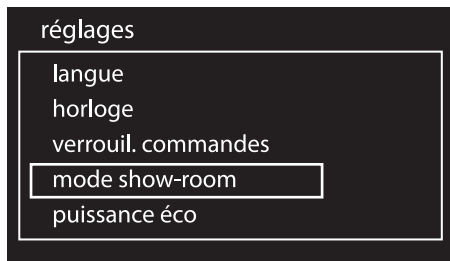 réglages
langue
horloge
verrouil. commandes
mode show-room
puissance éco